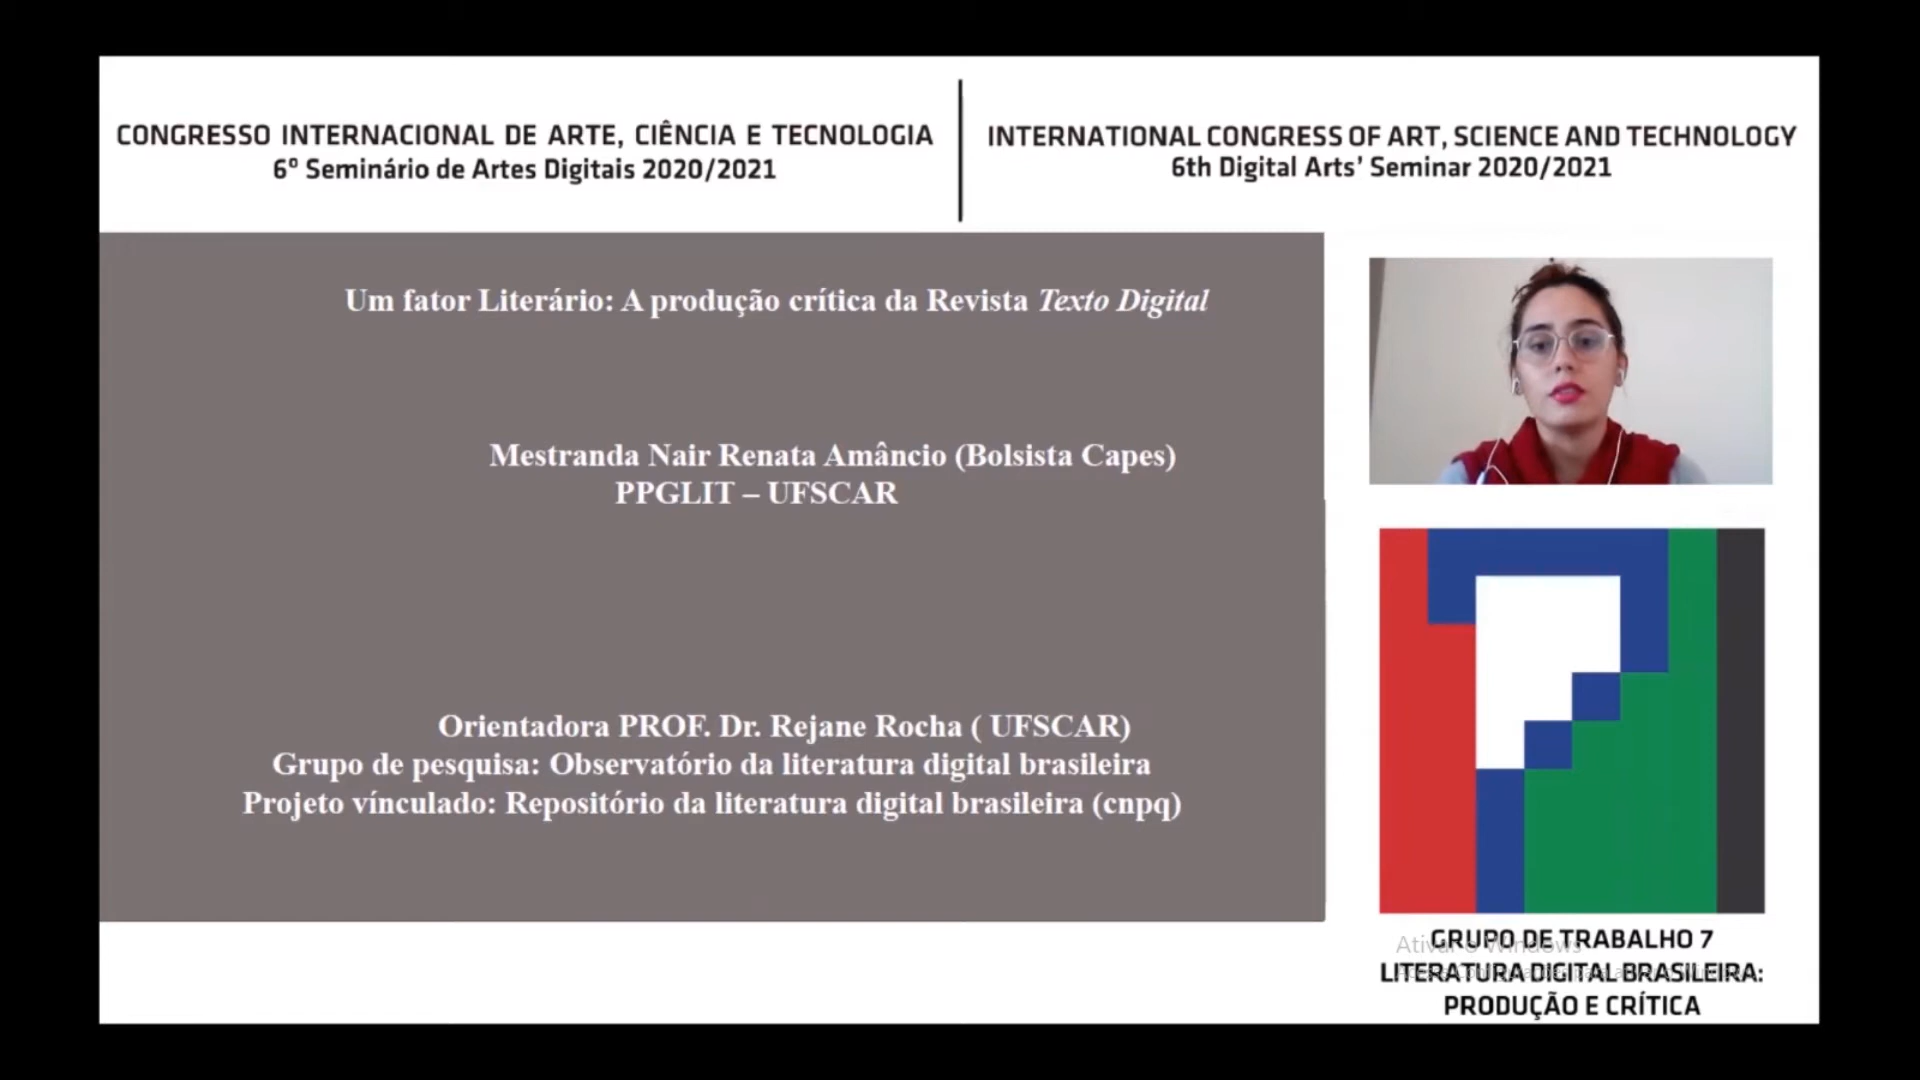 CONGRESSO INTERNACIONAL DE ARTE, CIÊNCIA E TECNOLOGIA
6º Seminário de Artes Digitais 2020/2021
INTERNATIONAL CONGRESS OF ART, SCIENCE AND TECHNOLOGY
6th Digital Arts' Seminar 2020/2021
Um fator Literário: A produção crítica da Revista Texto Digital
Mestranda Nair Renata Amâncio (Bolsista Capes)
PPGLIT – UFSCAR
Orientadora PROF. Dr. Rejane Rocha ( UFSCAR)
Grupo de pesquisa: Observatório da literatura digital brasileira
Projeto vínculado: Repositório da literatura digital brasileira (cnpq)
GRUPO DE TRABALHO 7
LITERATURA DIGITAL BRASILEIRA:
PRODUÇÃO E CRÍTICA
Ativar o Windows